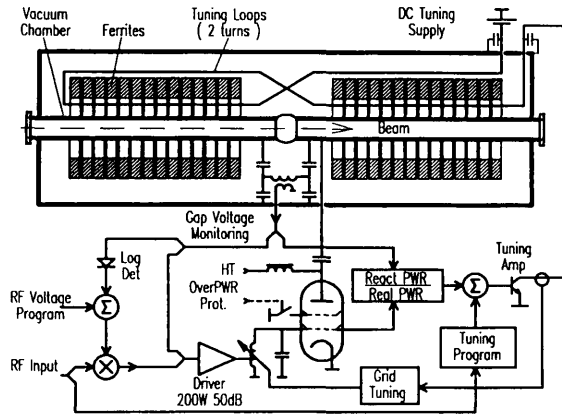 Vacuum
Chamber
Ferrites
Tuning Loops
( 2 turns )
DC Tuning
Supply
Beam
Gap Voltage
Monitoring
Log
Det
HT
OverPWR
Prot.
React PWR
Real PWR
Σ
Tuning
Amp
RF Voltage
Program
Σ
RF Input
Driver
200W 50dB
Grid
Tuning
Tuning
Program